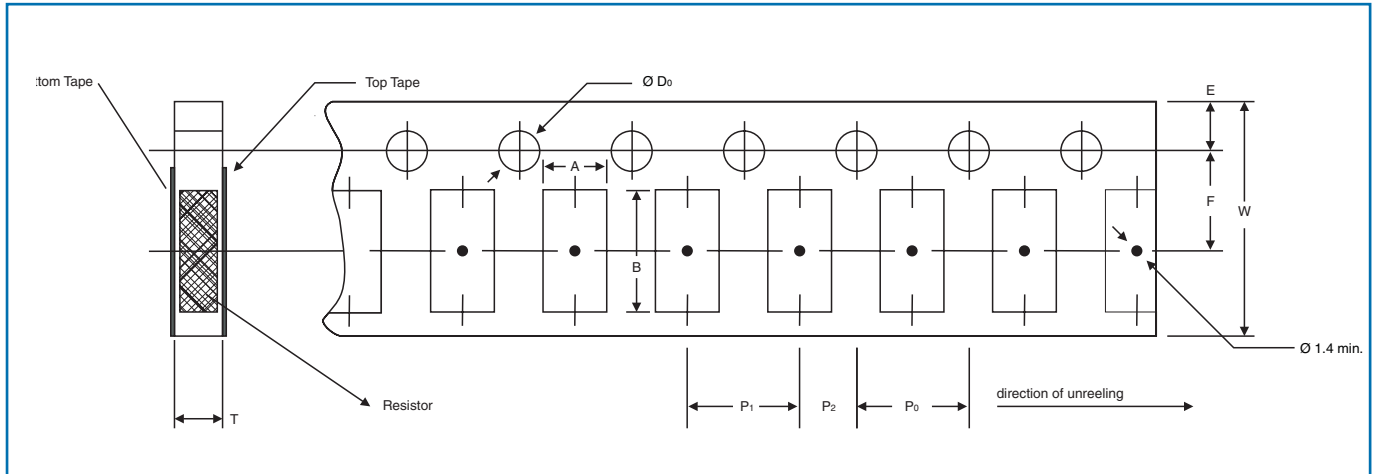 E
Ø D₀
Top Tape
ttom Tape
A
F
W
B
Ø 1.4 min.
P₁
P₂
P₀
direction of unreeling
Resistor
T